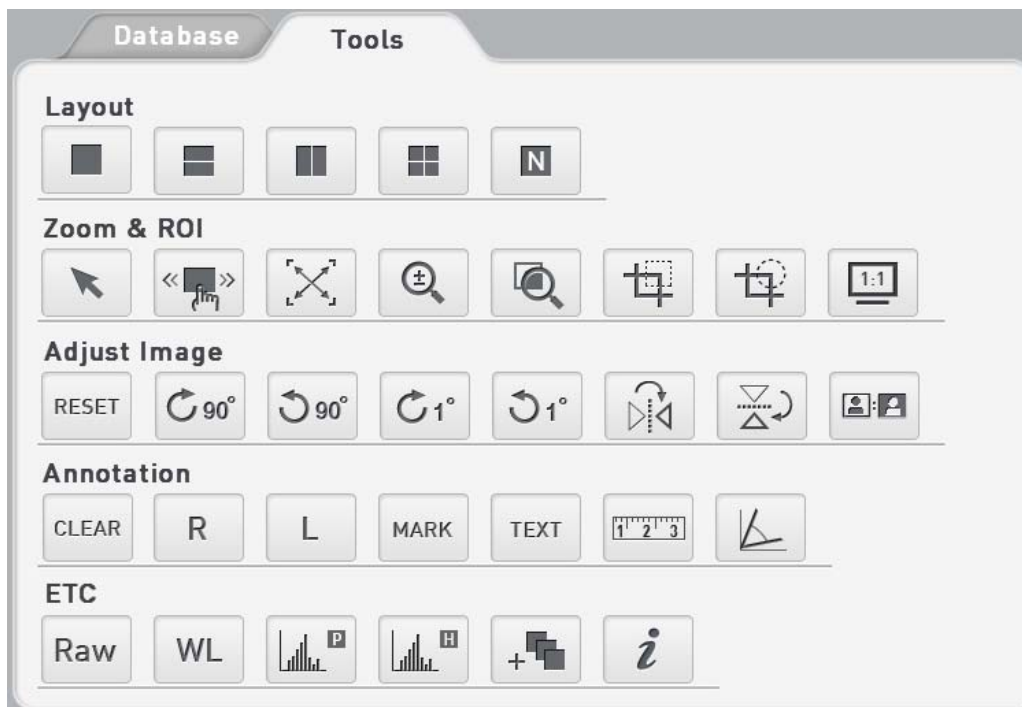 Database Tools
Layout
N
Zoom & ROI
± 1:1
Adjust Image
RESET 90° 90° 1° 1° :
Annotation
CLEAR R L MARK TEXT 1 2 3
ETC
Raw WL P H + i